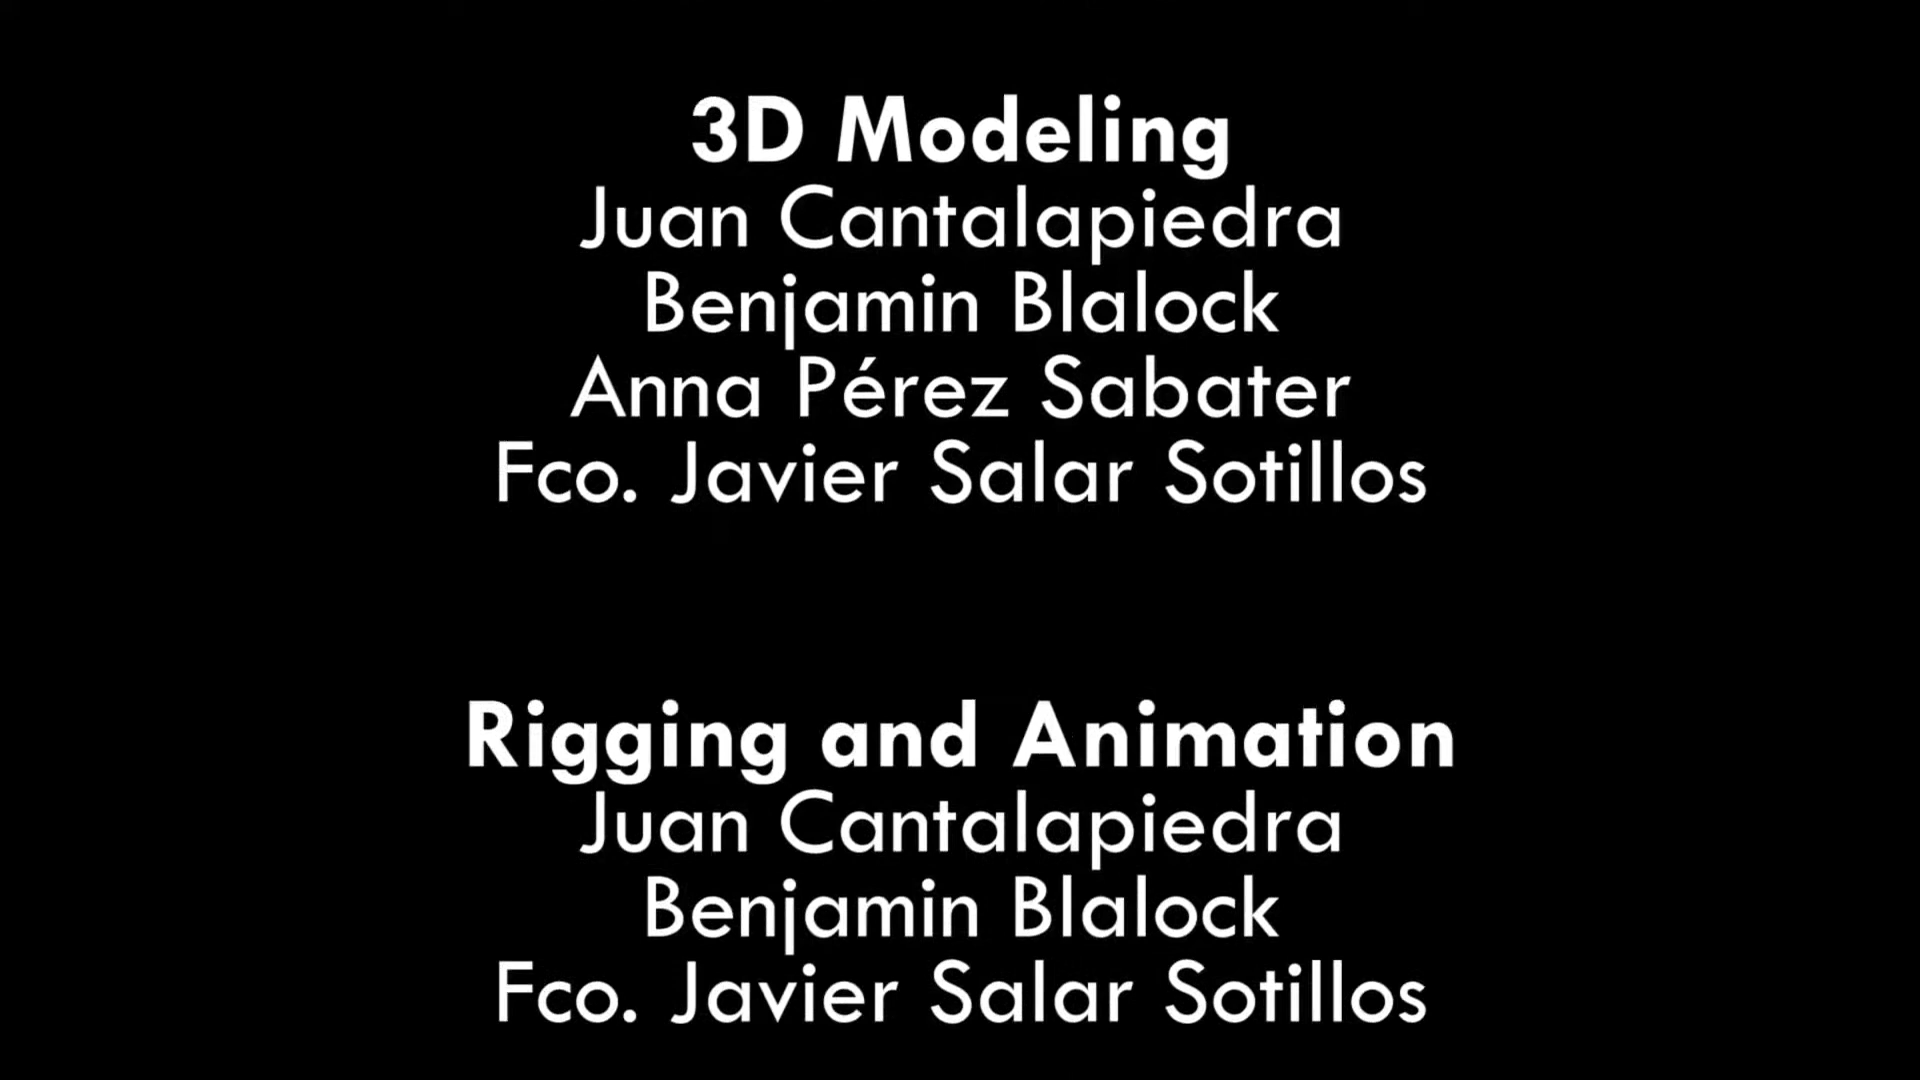 3D Modeling
Juan Cantalapiedra
Benjamin Blalock
Anna Pérez Sabater
Fco. Javier Salar Sotillos
Rigging and Animation
Juan Cantalapiedra
Benjamin Blalock
Fco. Javier Salar Sotillos